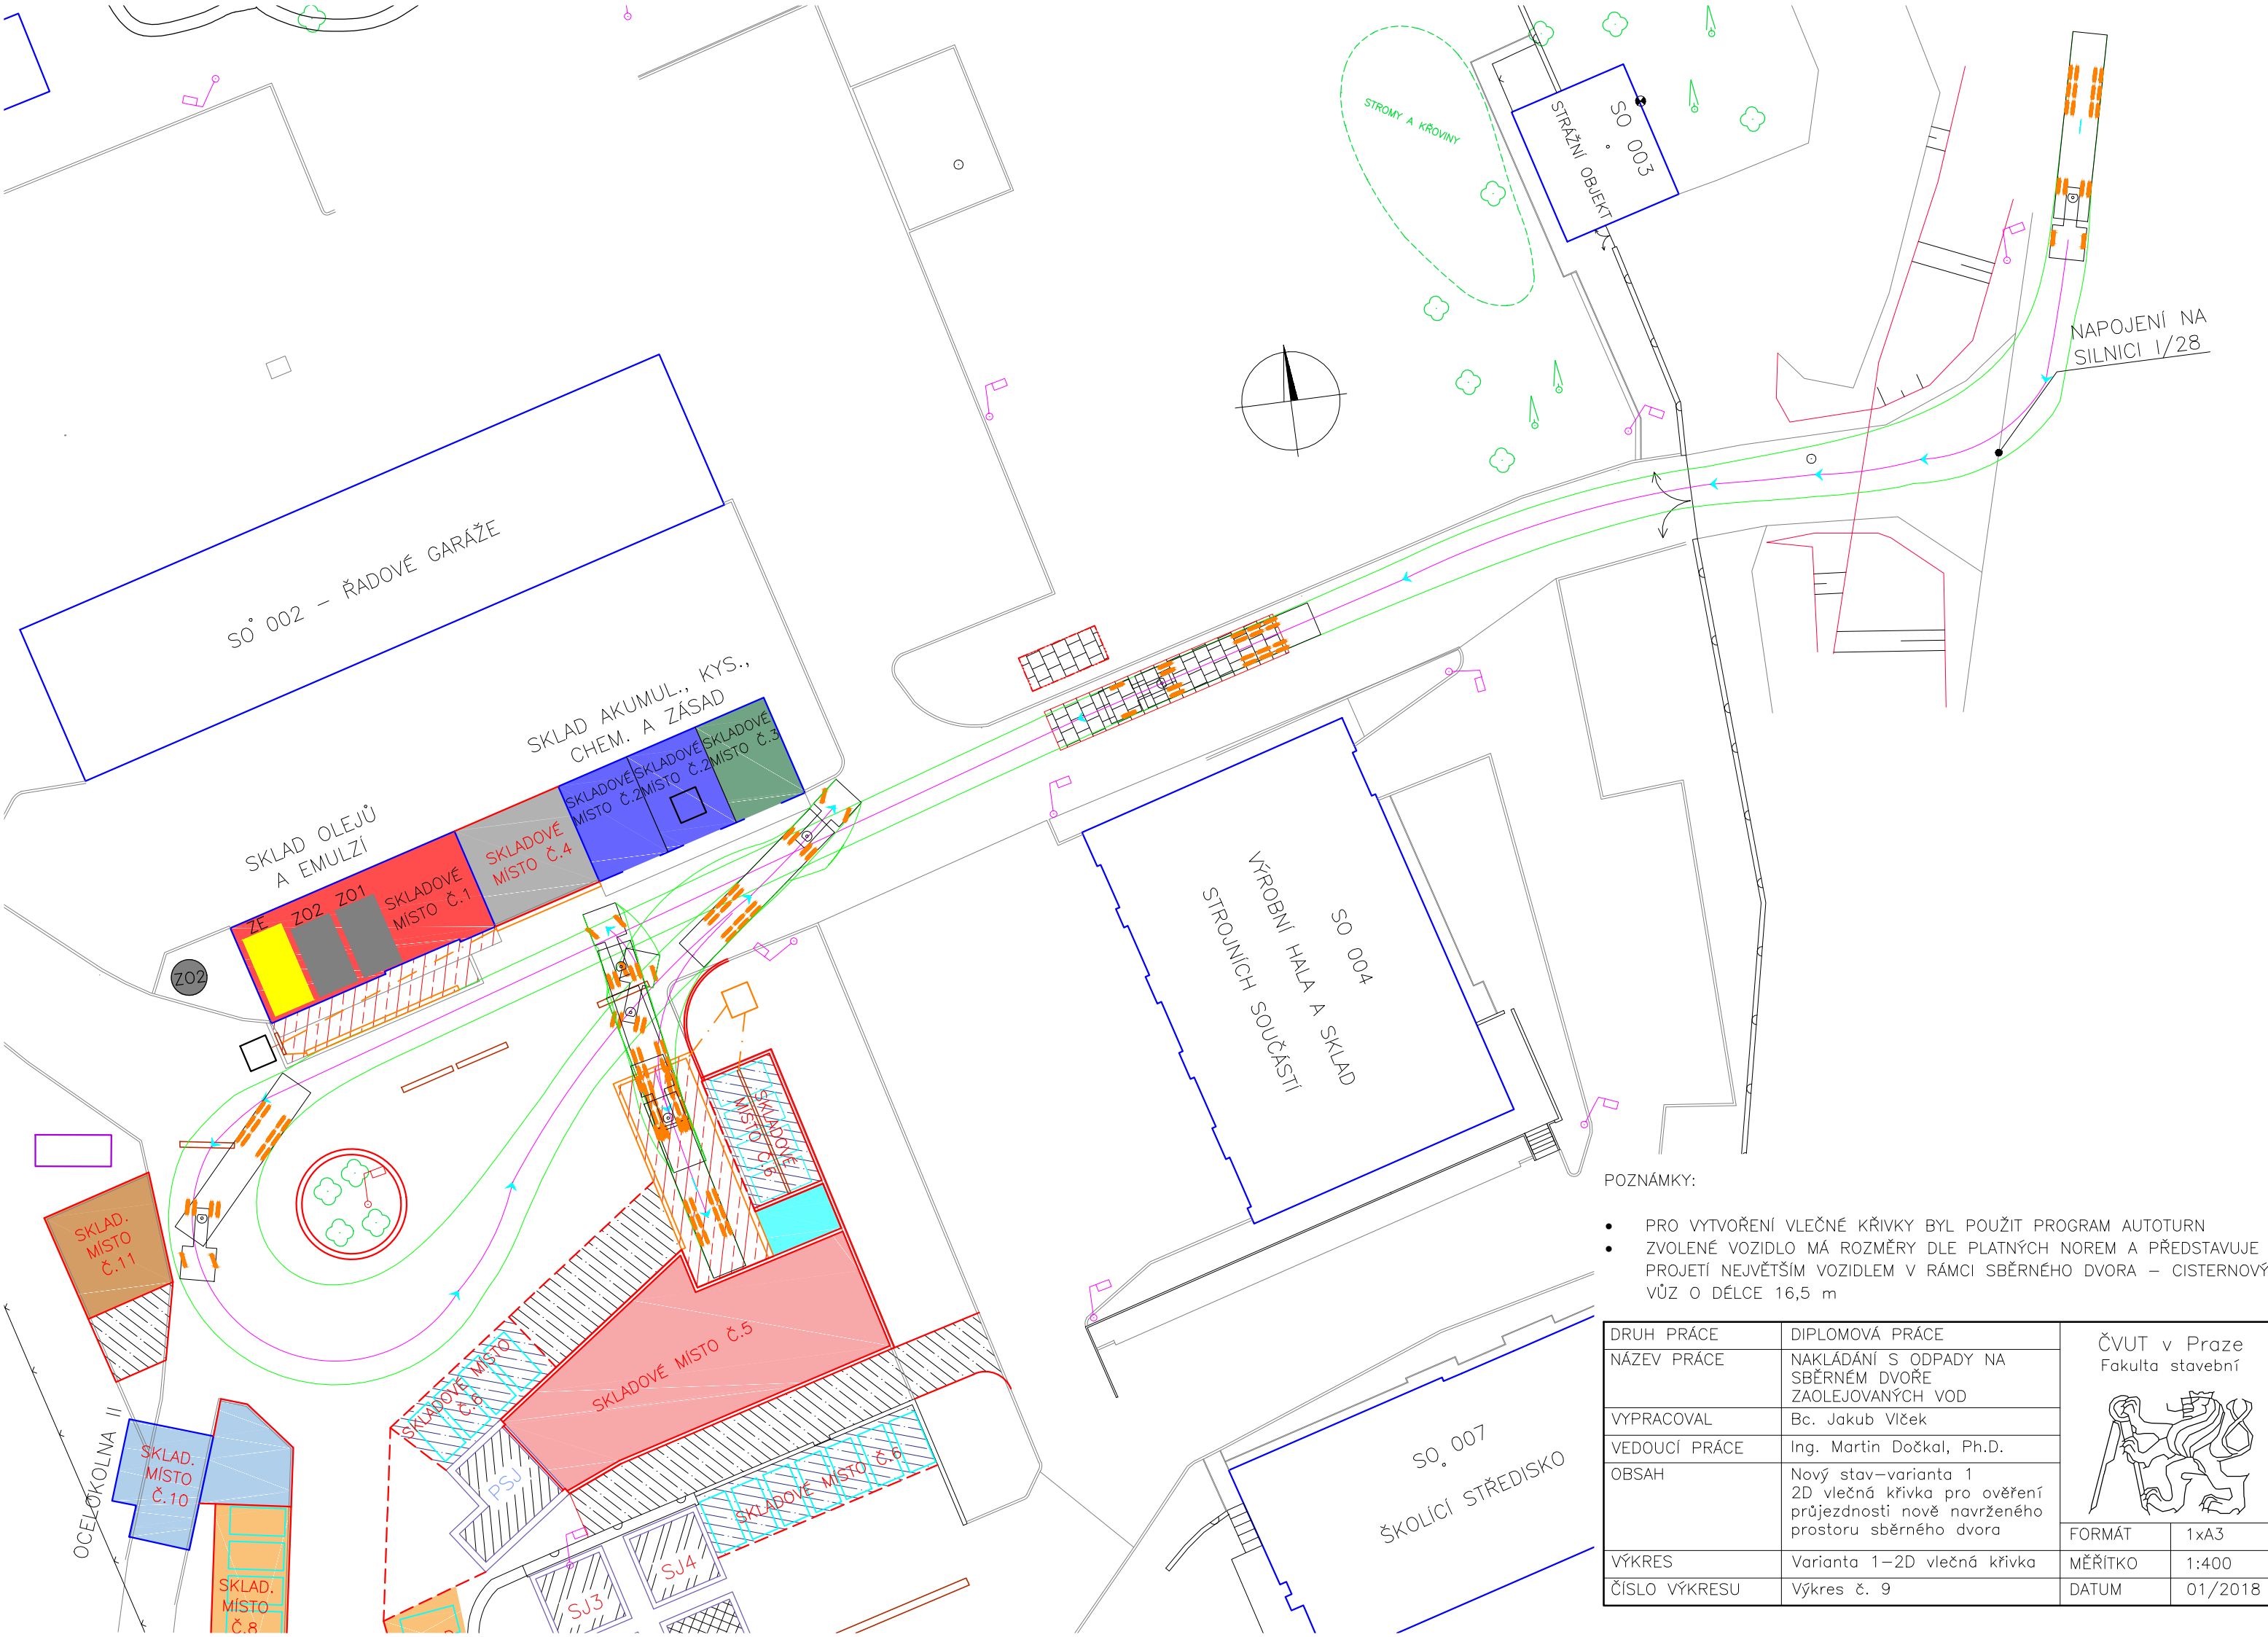 STROMY A KŘOVINY
SO 003
STRÁŽNÍ OBJEKT
NAPOJENÍ NA
SILNICI I/28
SO 002 – ŘADOVÉ GARÁŽE
SKLAD AKUMUL., KYS.,
CHEM. A ZÁSAD
SKLADOVÉ
MÍSTO Č.2
SKLADOVÉ
MÍSTO Č.2
SKLADOVÉ
MÍSTO Č.3
SKLAD OLEJŮ
A EMULZÍ
SKLADOVÉ
MÍSTO Č.4
ZE
ZO2
ZO1
SKLADOVÉ
MÍSTO Č.1
ZO2
SO 004
VÝROBNÍ HALA A SKLAD
STROJNÍCH SOUČÁSTÍ
SKLADOVÉ
MÍSTO Č.6
SKLAD.
MÍSTO
Č.11
SKLADOVÉ MÍSTO Č.5
SKLADOVÉ MÍSTO
Č.6
OCELOKOLNA II
SKLAD.
MÍSTO
Č.10
PSJ
SKLADOVÉ MÍSTO Č.6
SO 007
ŠKOLÍCÍ STŘEDISKO
SKLAD.
MÍSTO
Č.8
SJ3
SJ4
POZNÁMKY:
• PRO VYTVOŘENÍ VLEČNÉ KŘIVKY BYL POUŽIT PROGRAM AUTOTURN
• ZVOLENÉ VOZIDLO MÁ ROZMĚRY DLE PLATNÝCH NOREM A PŘEDSTAVUJE
PROJETÍ NEJVĚTŠÍM VOZIDLEM V RÁMCI SBĚRNÉHO DVORA – CISTERNOVÝ
VŮZ O DÉLCE 16,5 m
DRUH PRÁCE DIPLOMOVÁ PRÁCE
NÁZEV PRÁCE NAKLÁDÁNÍ S ODPADY NA
SBĚRNÉM DVOŘE
ZAOLEJOVANÝCH VOD
VYPRACOVAL Bc. Jakub Vlček
VEDOUCÍ PRÁCE Ing. Martin Dočkal, Ph.D.
OBSAH Nový stav–varianta 1
2D vlečná křivka pro ověření
průjezdnosti nově navrženého
prostoru sběrného dvora
VÝKRES Varianta 1–2D vlečná křivka
ČÍSLO VÝKRESU Výkres č. 9
ČVUT v Praze
Fakulta stavební
FORMÁT 1xA3
MĚŘÍTKO 1:400
DATUM 01/2018